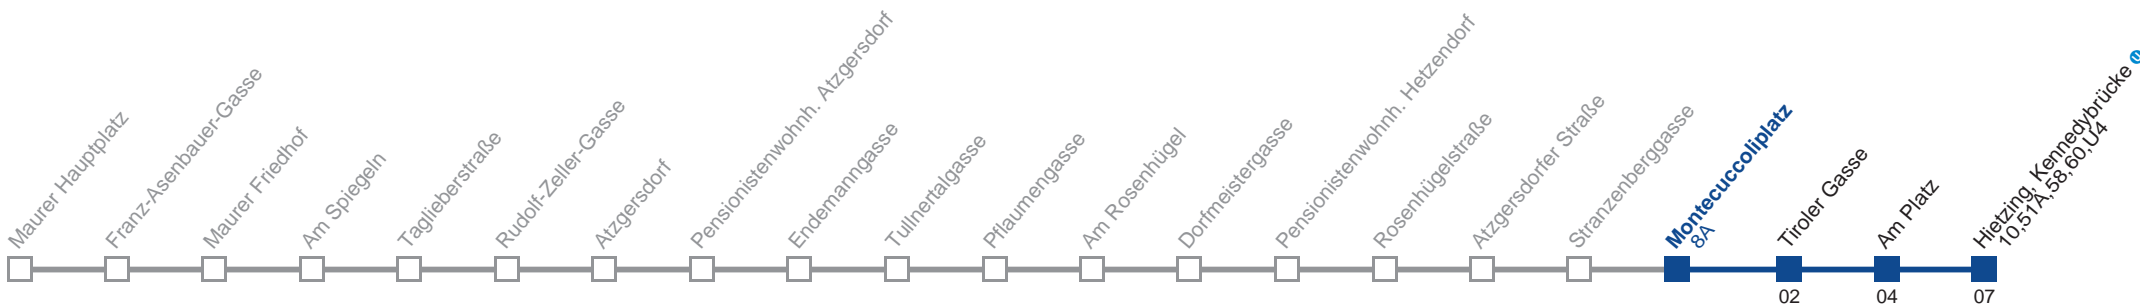 Maurer Hauptplatz
Franz-Asenbauer-Gasse
Maurer Friedhof
Am Spiegeln
Taglieberstraße
Rudolf-Zeller-Gasse
Atzgersdorf
Pensionistenwohnh. Atzgersdorf
Endemanngasse
Tullnertalgasse
Pflaumengasse
Am Rosenhügel
Dorfmeistergasse
Pensionistenwohnh. Hetzendorf
Rosenhügelstraße
Atzgersdorfer Straße
Stranzenberggasse
Montecuccoliplatz
8A
Tiroler Gasse
Am Platz
Hietzing, Kennedybrücke U
10,51A,58,60,U4
02 04 07